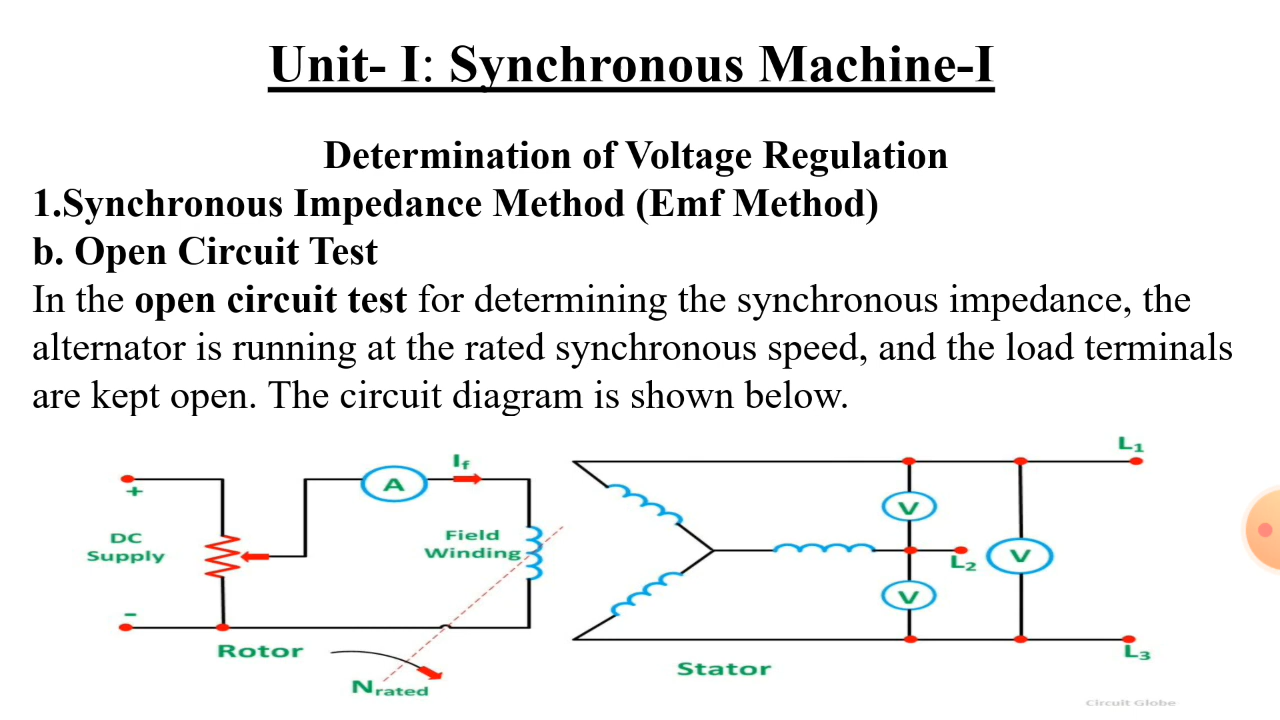 Unit- I: Synchronous Machine-I
Determination of Voltage Regulation
1.Synchronous Impedance Method (Emf Method)
b. Open Circuit Test
In the open circuit test for determining the synchronous impedance, the
alternator is running at the rated synchronous speed, and the load terminals
are kept open. The circuit diagram is shown below.
L₁
If
A
+
V
DC
Supply
Field
Winding
V
L₂
V
-
Rotor
L₃
Stator
Nrated
Circuit Globe